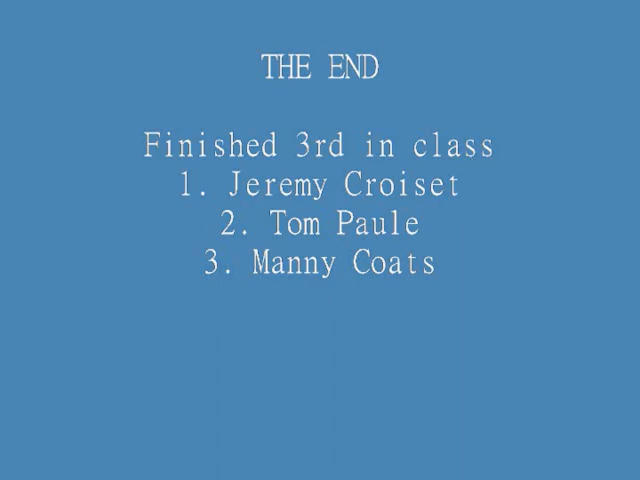 THE END
Finished 3rd in class
1. Jeremy Croiset
2. Tom Paule
3. Manny Coats